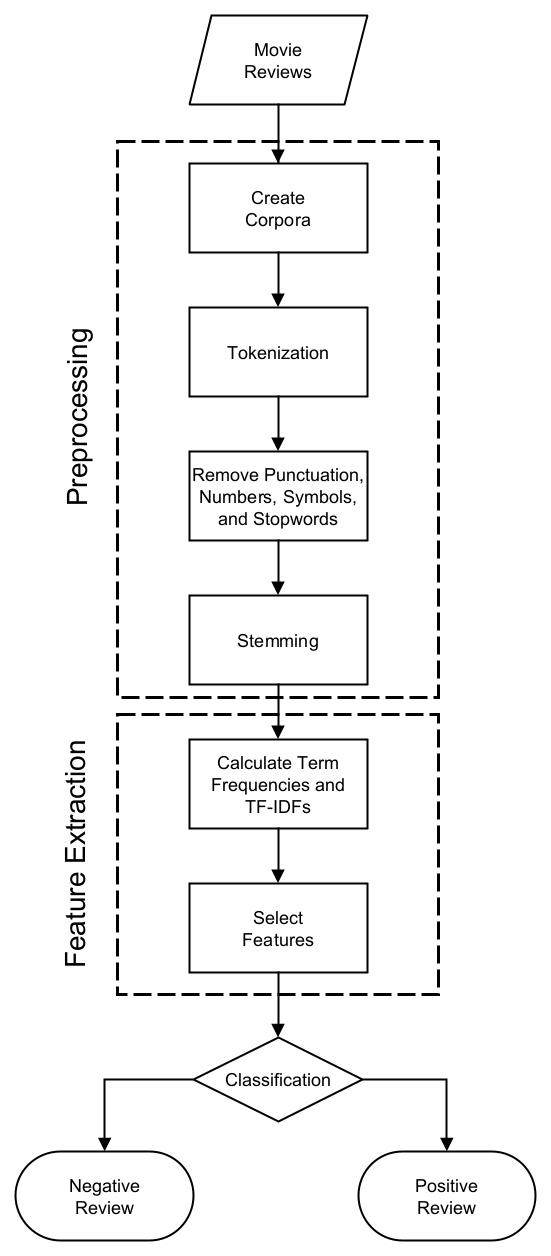 Movie
Reviews
Preprocessing
Create
Corpora
Tokenization
Remove Punctuation,
Numbers, Symbols,
and Stopwords
Stemming
Feature Extraction
Calculate Term
Frequencies and
TF-IDFs
Select
Features
Classification
Negative
Review
Positive
Review